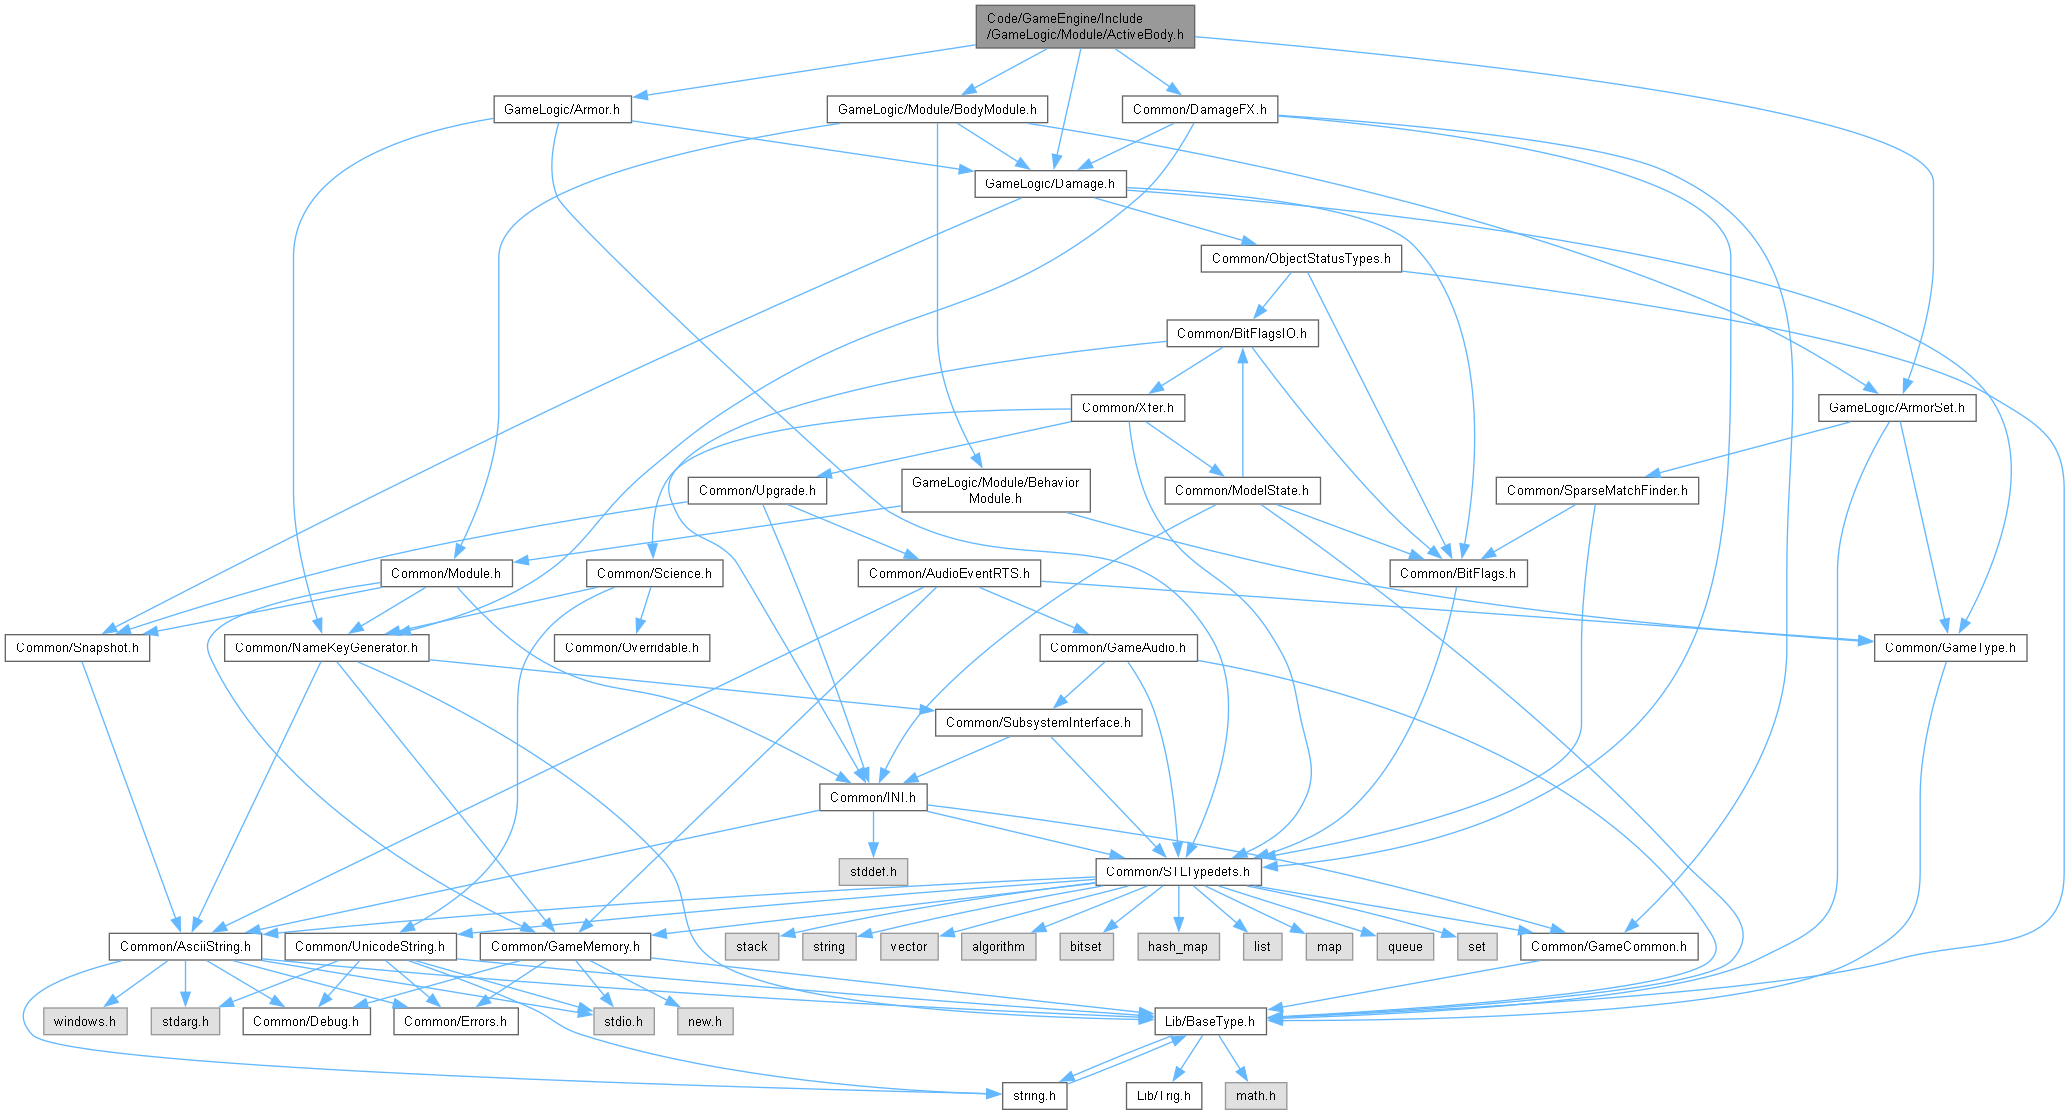 Code/GameEngine/Include
/GameLogic/Module/ActiveBody.h
GameLogic/Armor.h
GameLogic/Module/BodyModule.h
Common/DamageFX.h
GameLogic/Damage.h
Common/ObjectStatusTypes.h
Common/BitFlagsIO.h
Common/Xfer.h
GameLogic/ArmorSet.h
Common/Upgrade.h
GameLogic/Module/Behavior
Module.h
Common/ModelState.h
Common/SparseMatchFinder.h
Common/Module.h
Common/Science.h
Common/AudioEventRTS.h
Common/BitFlags.h
Common/Snapshot.h
Common/NameKeyGenerator.h
Common/Overridable.h
Common/GameAudio.h
Common/GameType.h
Common/SubsystemInterface.h
Common/INI.h
stddef.h
Common/STLTypedefs.h
Common/AsciiString.h
Common/UnicodeString.h
Common/GameMemory.h
stack
string
vector
algorithm
bitset
hash_map
list
map
queue
set
Common/GameCommon.h
windows.h
stdarg.h
Common/Debug.h
Common/Errors.h
stdio.h
new.h
Lib/BaseType.h
string.h
Lib/Trig.h
math.h